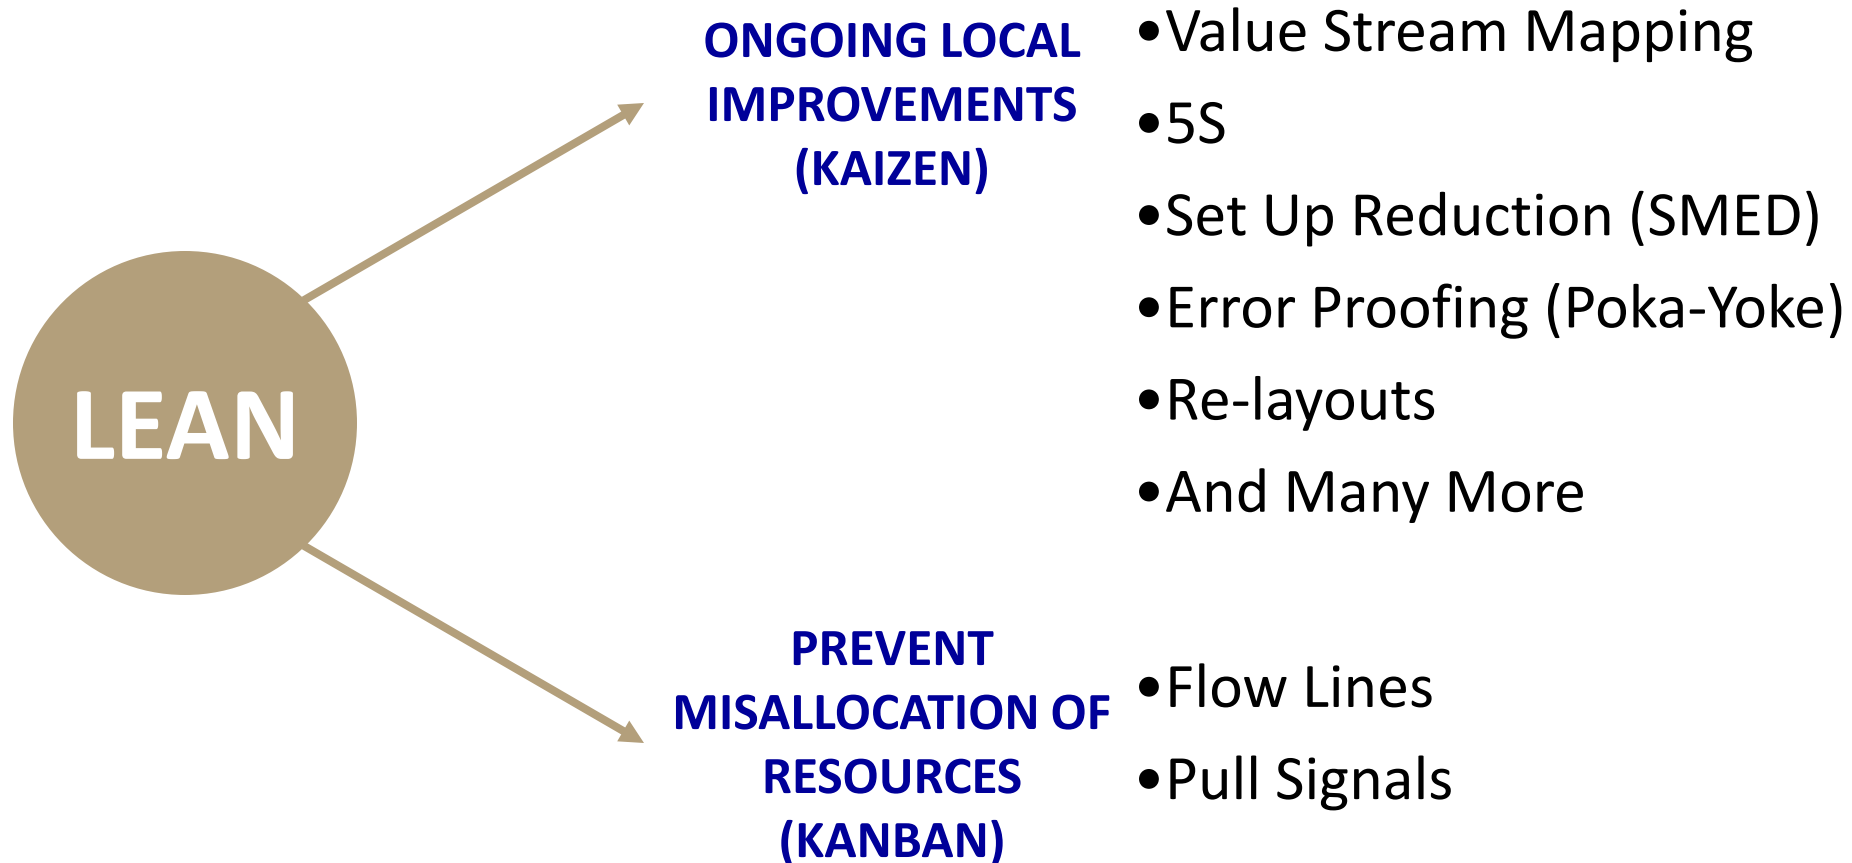 LEAN
ONGOING LOCAL
IMPROVEMENTS
(KAIZEN)
•Value Stream Mapping
•5S
•Set Up Reduction (SMED)
•Error Proofing (Poka-Yoke)
•Re-layouts
•And Many More
PREVENT
MISALLOCATION OF
RESOURCES
(KANBAN)
•Flow Lines
•Pull Signals